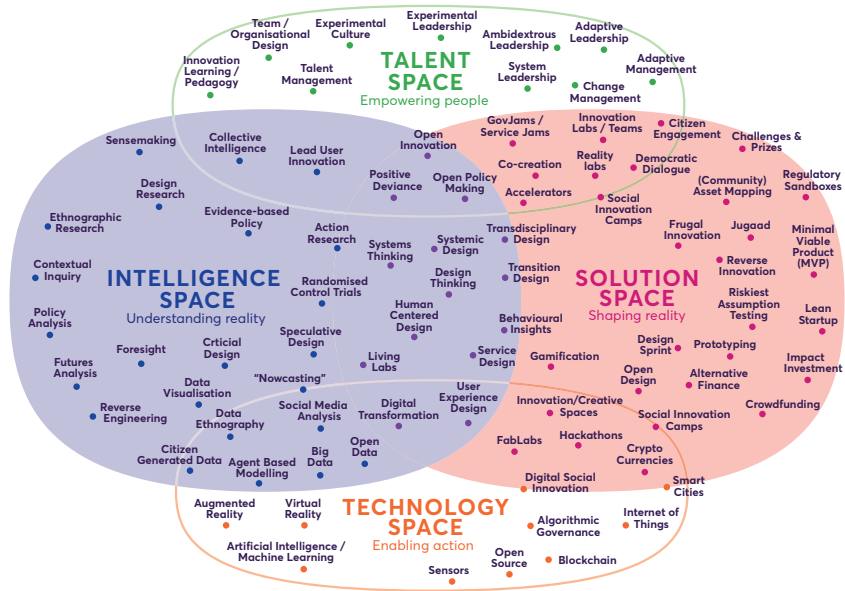 Experimental
Leadership
Team /
Organisational
Design
Experimental
Culture
Ambidextrous
Leadership
Adaptive
Leadership
Innovation
Learning /
Pedagogy
Talent
Management
TALENT
SPACE
Empowering people
System
Leadership
Change
Management
Adaptive
Management
Sensemaking
Collective
Intelligence
Lead User
Innovation
Open
Innovation
GovJams /
Service Jams
Innovation
Labs / Teams
Citizen
Engagement
Challenges &
Prizes
Positive
Deviance
Open Policy
Making
Co-creation
Accelerators
Reality
labs
Democratic
Dialogue
Social
Innovation
Camps
(Community)
Asset Mapping
Regulatory
Sandboxes
Design
Research
Ethnographic
Research
Evidence-based
Policy
Action
Research
Systems
Thinking
Systemic
Design
Transdisciplinary
Design
Frugal
Innovation
Jugaad
Minimal
Viable
Product
(MVP)
Contextual
Inquiry
INTELLIGENCE
SPACE
Understanding reality
Randomised
Control Trials
Design
Thinking
Transition
Design
SOLUTION
SPACE
Shaping reality
Reverse
Innovation
Riskiest
Assumption
Testing
Lean
Startup
Policy
Analysis
Foresight
Crticial
Design
Speculative
Design
Human
Centered
Design
Behavioural
Insights
Design
Sprint
Prototyping
Futures
Analysis
Living
Labs
Service
Design
Gamification
Open
Design
Alternative
Finance
Impact
Investment
Data
Visualisation
"Nowcasting"
User
Experience
Design
Reverse
Engineering
Data
Ethnography
Social Media
Analysis
Digital
Transformation
Innovation/Creative
Spaces
Social Innovation
Camps
Crowdfunding
Citizen
Generated Data
Agent Based
Modelling
Big
Data
Open
Data
FabLabs
Hackathons
Crypto
Currencies
Digital Social
Innovation
Smart
Cities
Augmented
Reality
Virtual
Reality
TECHNOLOGY
SPACE
Enabling action
Algorithmic
Governance
Internet of
Things
Artificial Intelligence /
Machine Learning
Sensors
Open
Source
Blockchain